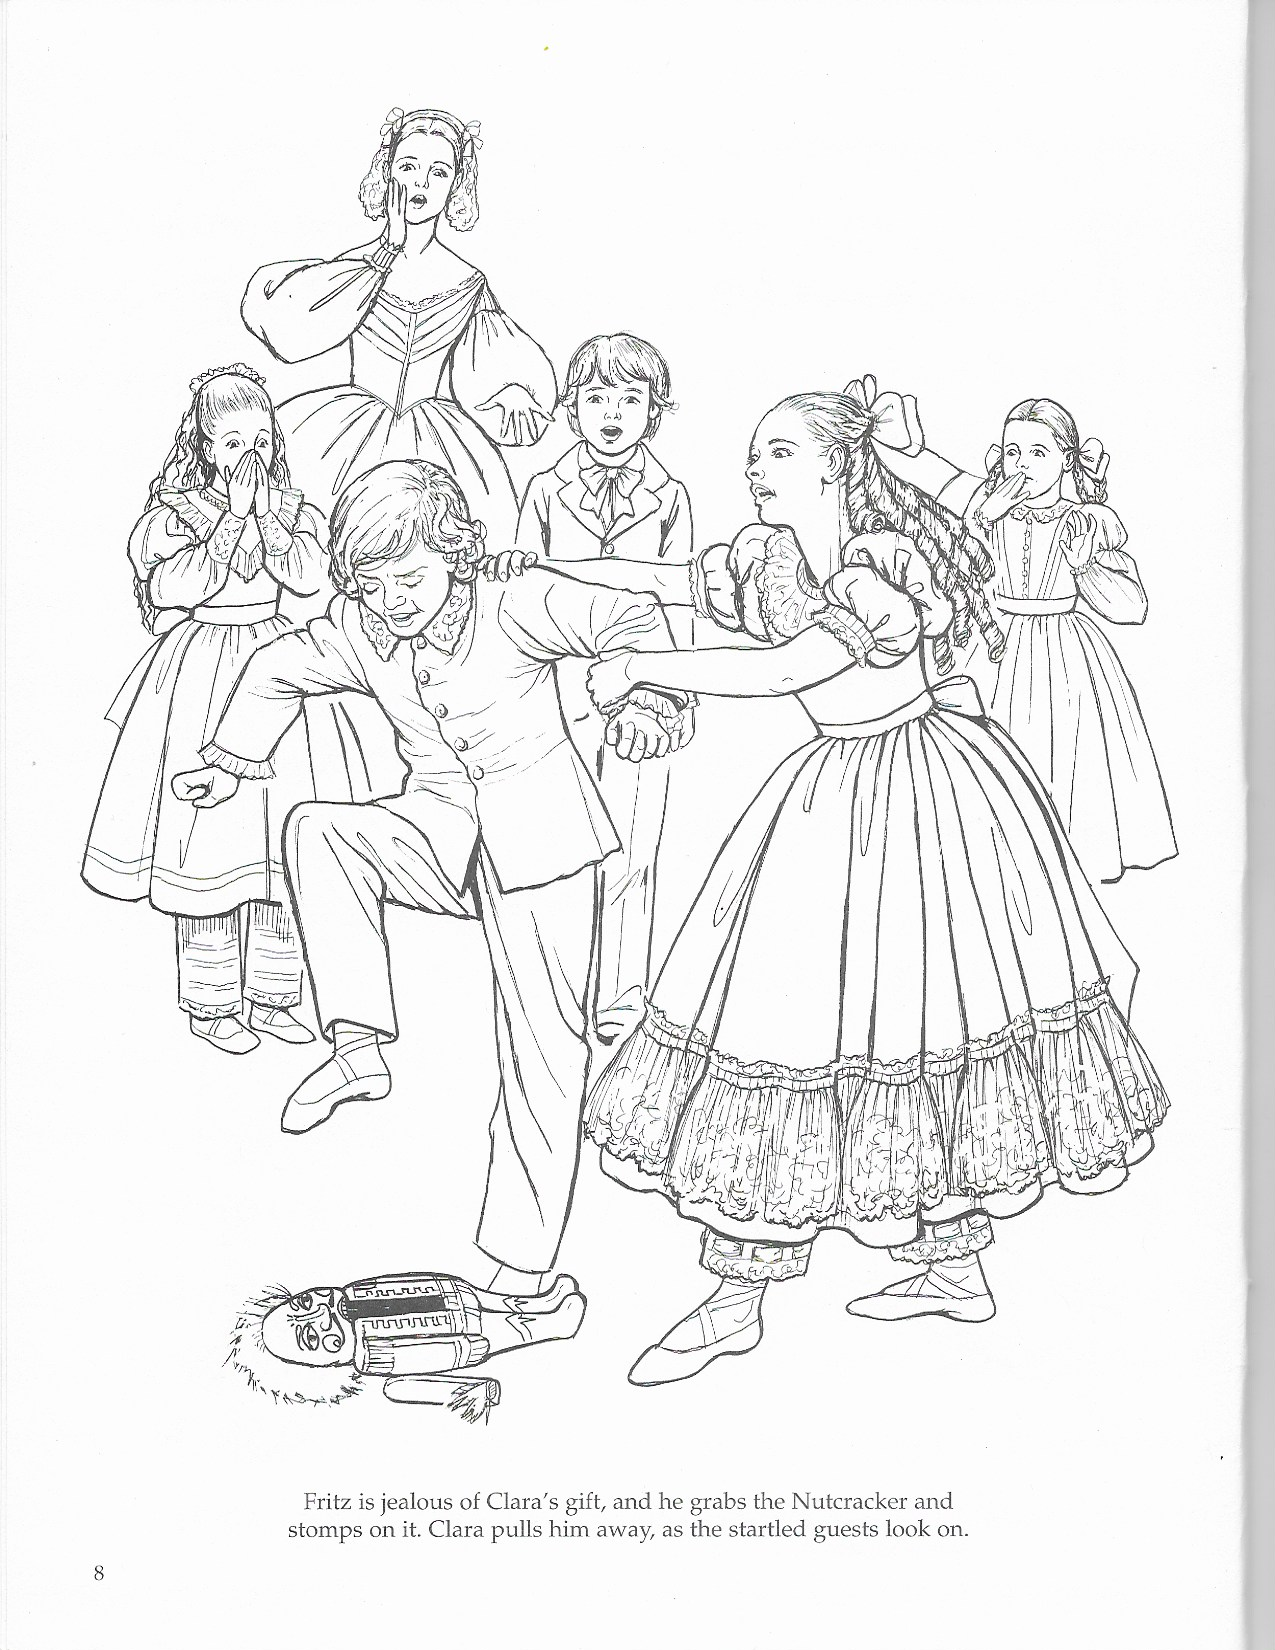 Fritz is jealous of Clara's gift, and he grabs the Nutcracker and
stomps on it. Clara pulls him away, as the startled guests look on.
8